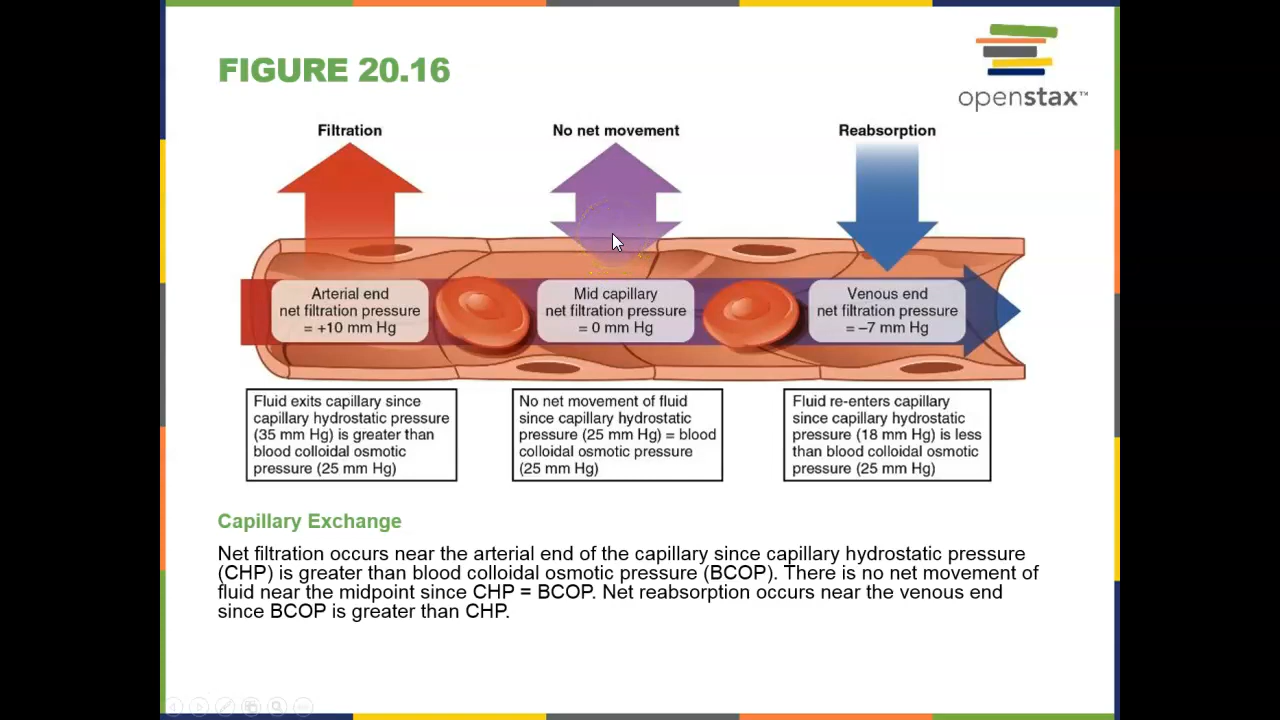 FIGURE 20.16
openstax™
Filtration
No net movement
Reabsorption
Arterial end
net filtration pressure
= +10 mm Hg
Mid capillary
net filtration pressure
= 0 mm Hg
Venous end
net filtration pressure
= –7 mm Hg
Fluid exits capillary since
capillary hydrostatic pressure
(35 mm Hg) is greater than
blood colloidal osmotic
pressure (25 mm Hg)
No net movement of fluid
since capillary hydrostatic
pressure (25 mm Hg) = blood
colloidal osmotic pressure
(25 mm Hg)
Fluid re-enters capillary
since capillary hydrostatic
pressure (18 mm Hg) is less
than blood colloidal osmotic
pressure (25 mm Hg)
Capillary Exchange
Net filtration occurs near the arterial end of the capillary since capillary hydrostatic pressure
(CHP) is greater than blood colloidal osmotic pressure (BCOP). There is no net movement of
fluid near the midpoint since CHP = BCOP. Net reabsorption occurs near the venous end
since BCOP is greater than CHP.